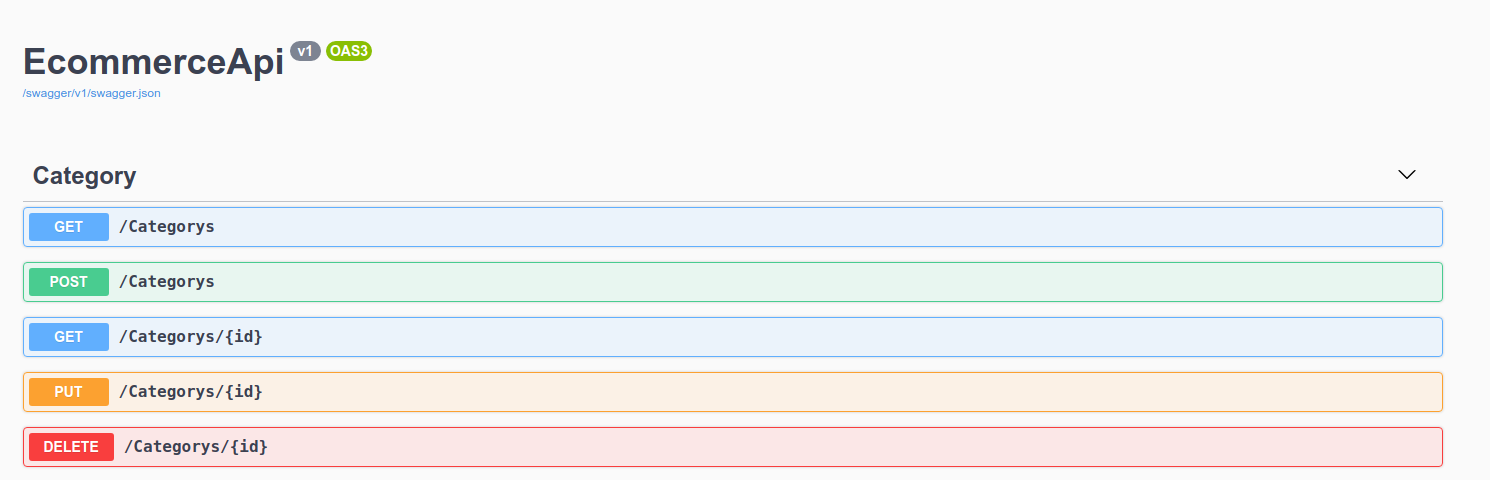 EcommerceApi v1 OAS3
/swagger/v1/swagger.json
Category
GET /Categorys
POST /Categorys
GET /Categorys/{id}
PUT /Categorys/{id}
DELETE /Categorys/{id}